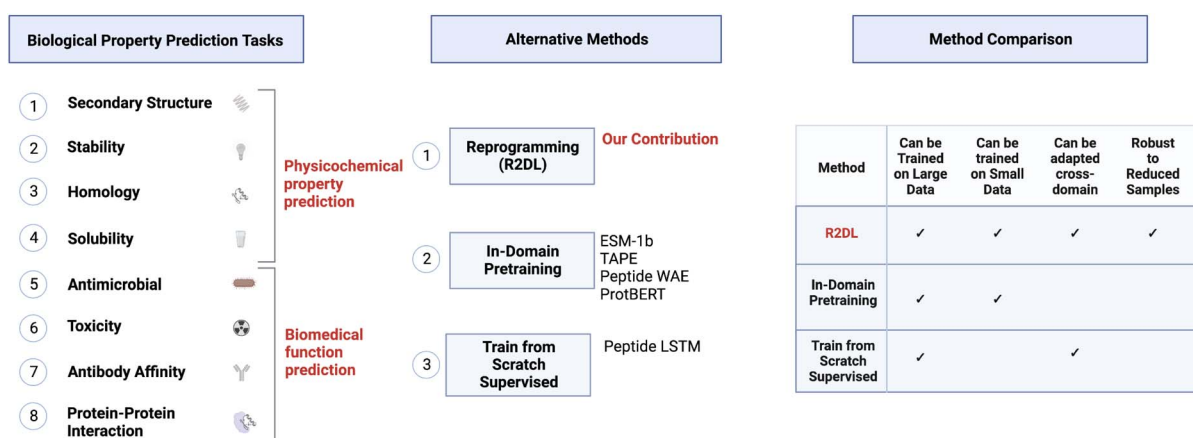 Biological Property Prediction Tasks
1 Secondary Structure
2 Stability
3 Homology
4 Solubility
5 Antimicrobial
6 Toxicity
7 Antibody Affinity
8 Protein-Protein
Interaction
Physicochemical
property
prediction
Biomedical
function
prediction
Alternative Methods
1
Reprogramming
(R2DL)
Our Contribution
2
In-Domain
Pretraining
ESM-1b
TAPE
Peptide WAE
ProtBERT
3
Train from
Scratch
Supervised
Peptide LSTM
Method Comparison
Method
Can be
Trained
on Large
Data
Can be
trained
on Small
Data
Can be
adapted
cross-
domain
Robust
to
Reduced
Samples
R2DL ✓ ✓ ✓ ✓
In-Domain
Pretraining
✓ ✓
Train from
Scratch
Supervised
✓ ✓